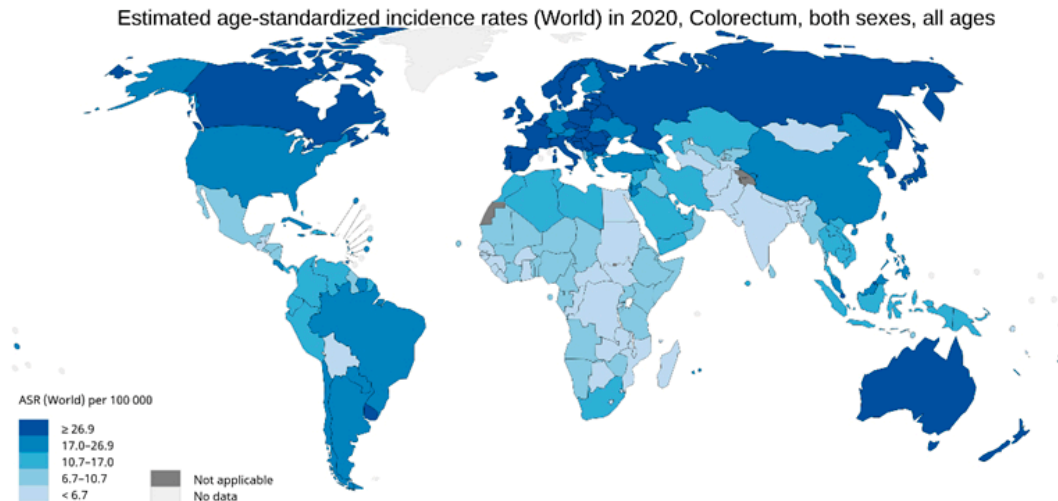 Estimated age-standardized incidence rates (World) in 2020, Colorectum, both sexes, all ages
ASR (World) per 100 000
≥ 26.9
17.0–26.9
10.7–17.0
6.7–10.7
< 6.7
Not applicable
No data